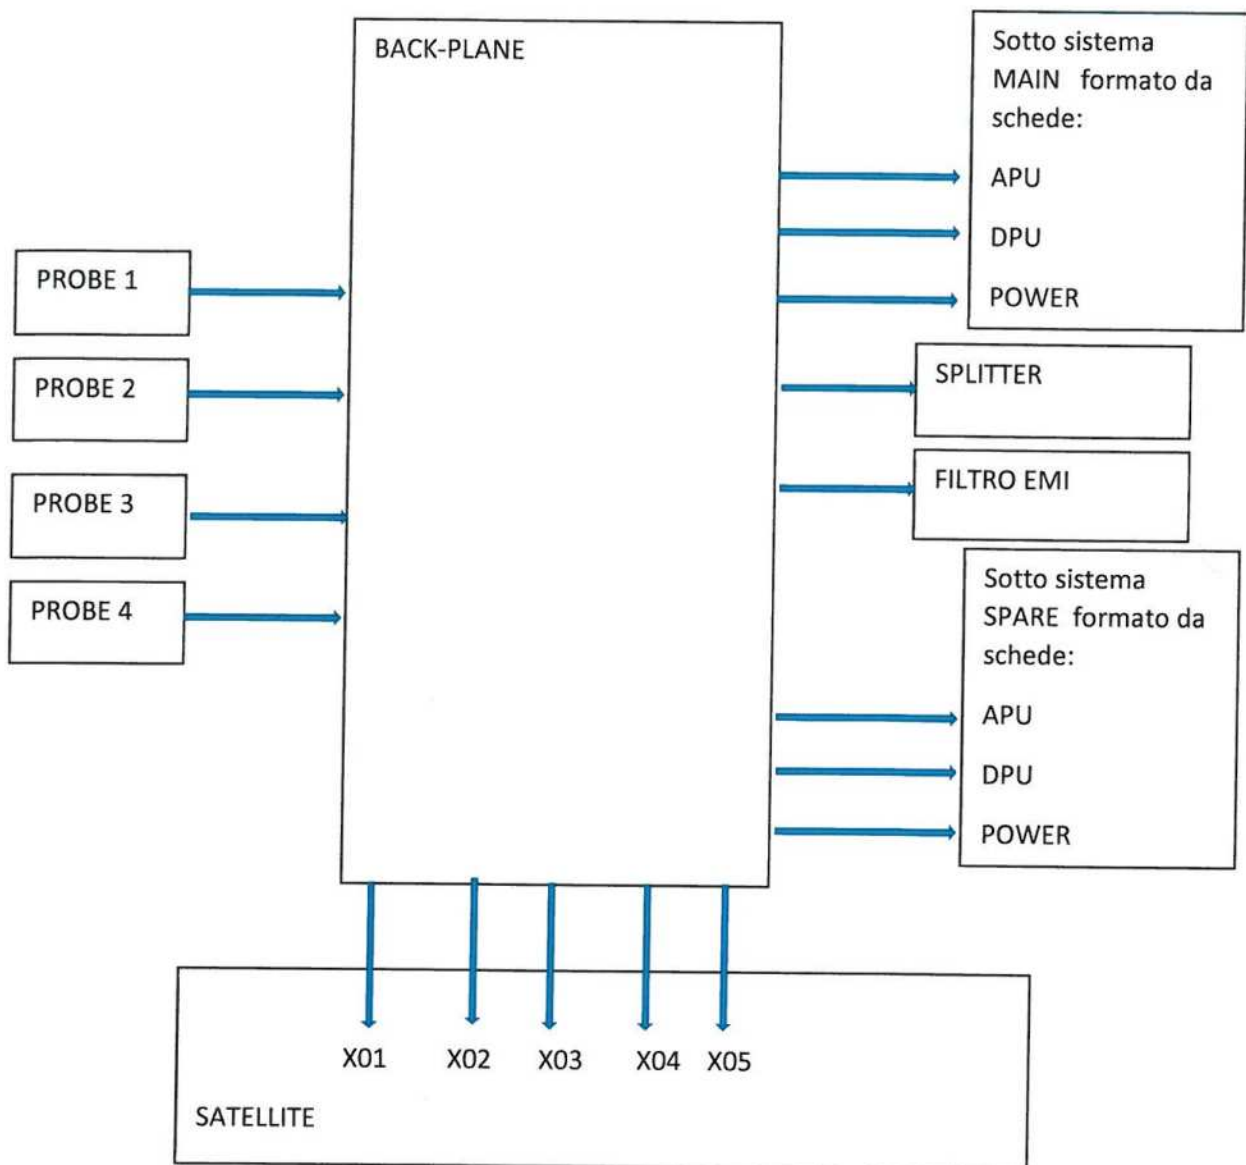 BACK-PLANE
Sotto sistema
MAIN formato da
schede:
APU
DPU
POWER
PROBE 1
PROBE 2
PROBE 3
PROBE 4
SPLITTER
FILTRO EMI
Sotto sistema
SPARE formato da
schede:
APU
DPU
POWER
X01 X02 X03 X04 X05
SATELLITE